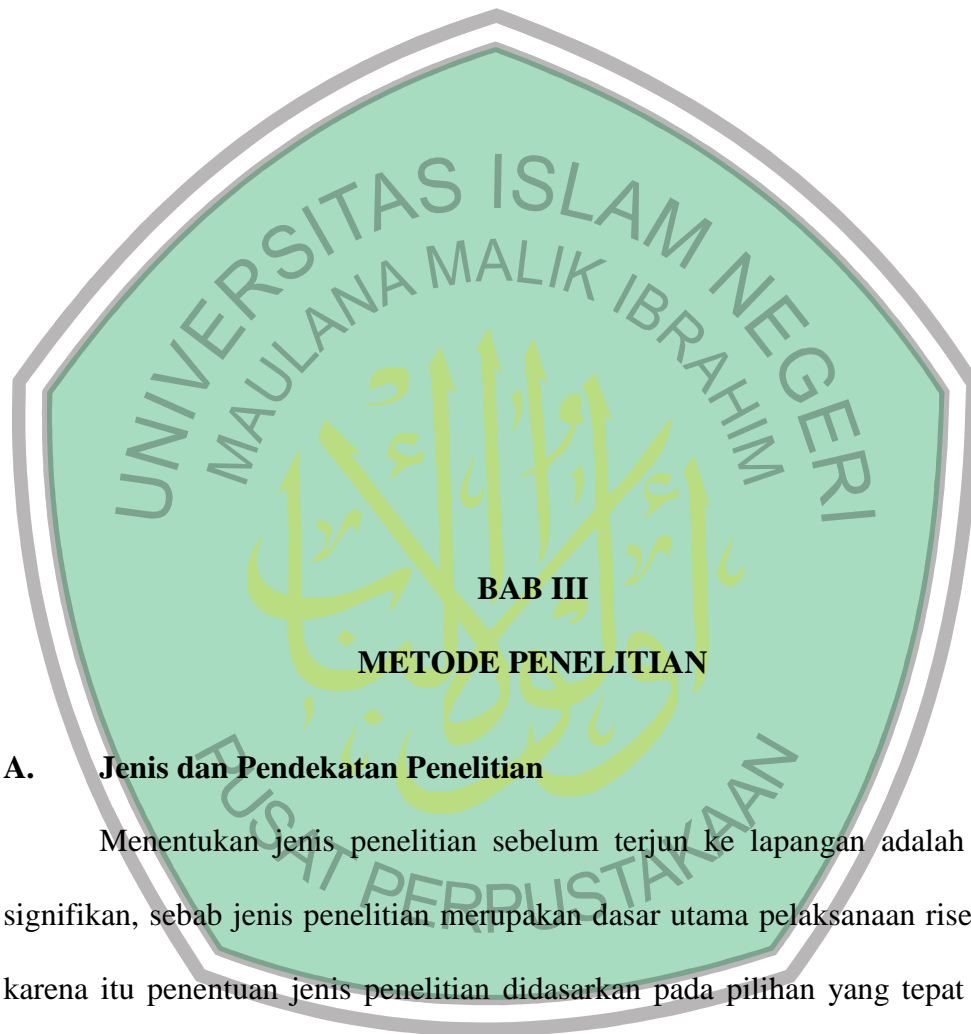 UNIVERSITAS ISLAM NEGERI
MAULANA MALIK IBRAHIM
BAB III
METODE PENELITIAN
A. Jenis dan Pendekatan Penelitian
Menentukan jenis penelitian sebelum terjun ke lapangan adalah
signifikan, sebab jenis penelitian merupakan dasar utama pelaksanaan rise
karena itu penentuan jenis penelitian didasarkan pada pilihan yang tepat
PUSAT PERPUSTAKAAN